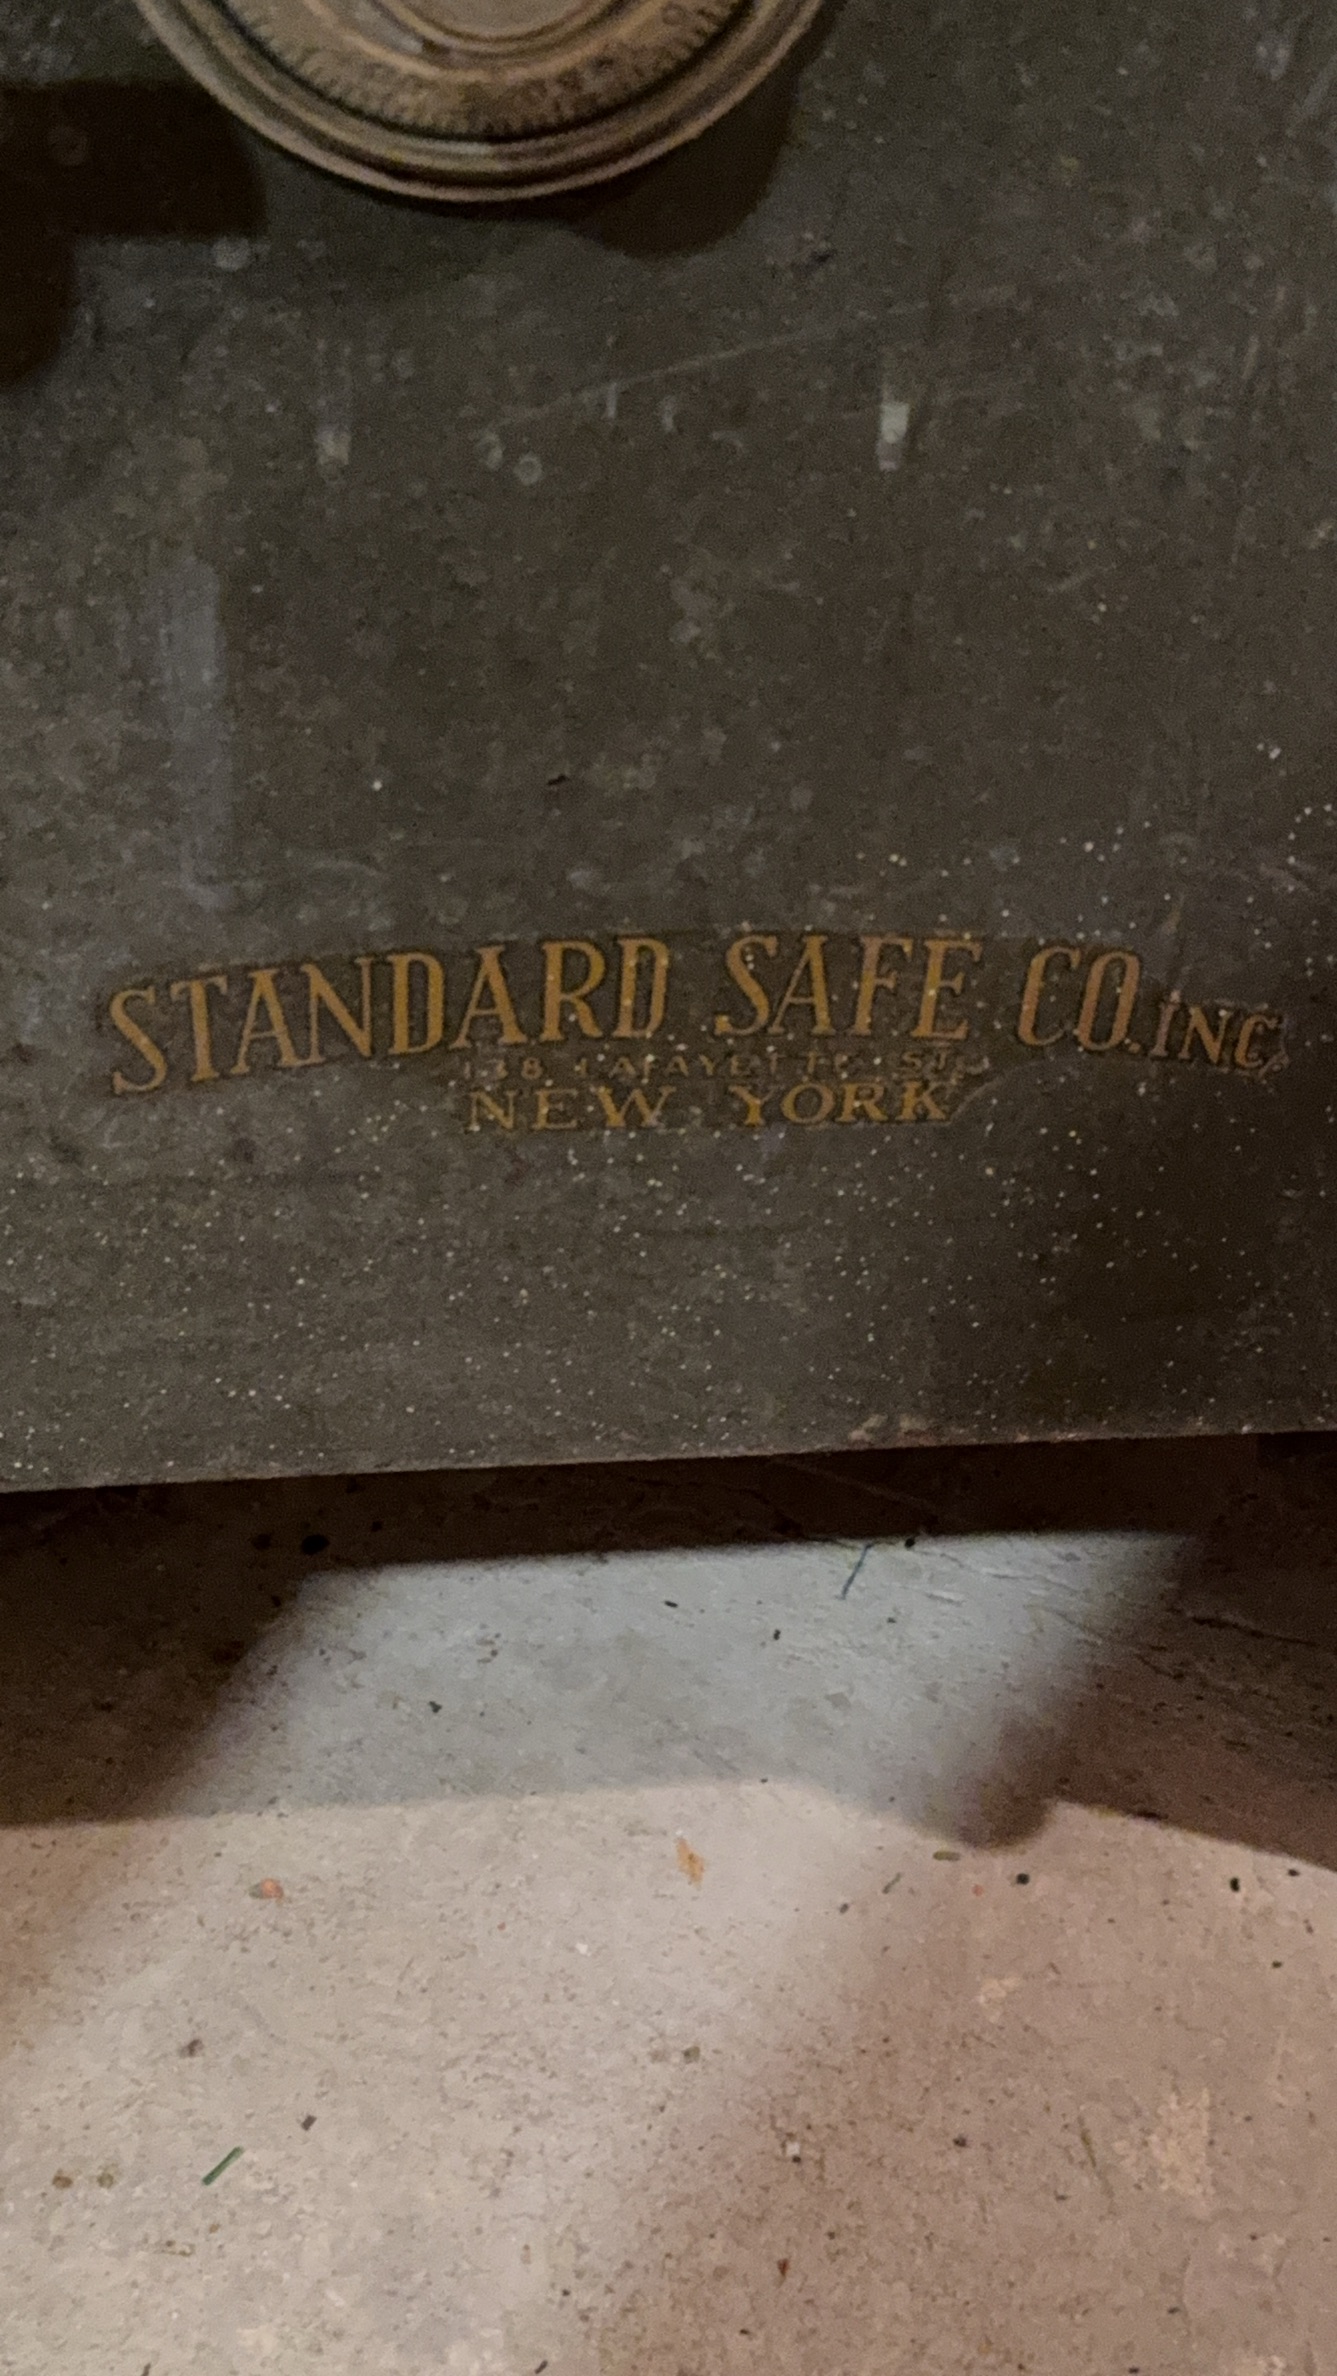 STANDARD SAFE CO. INC.
138 LAFAYETTE ST.
NEW YORK